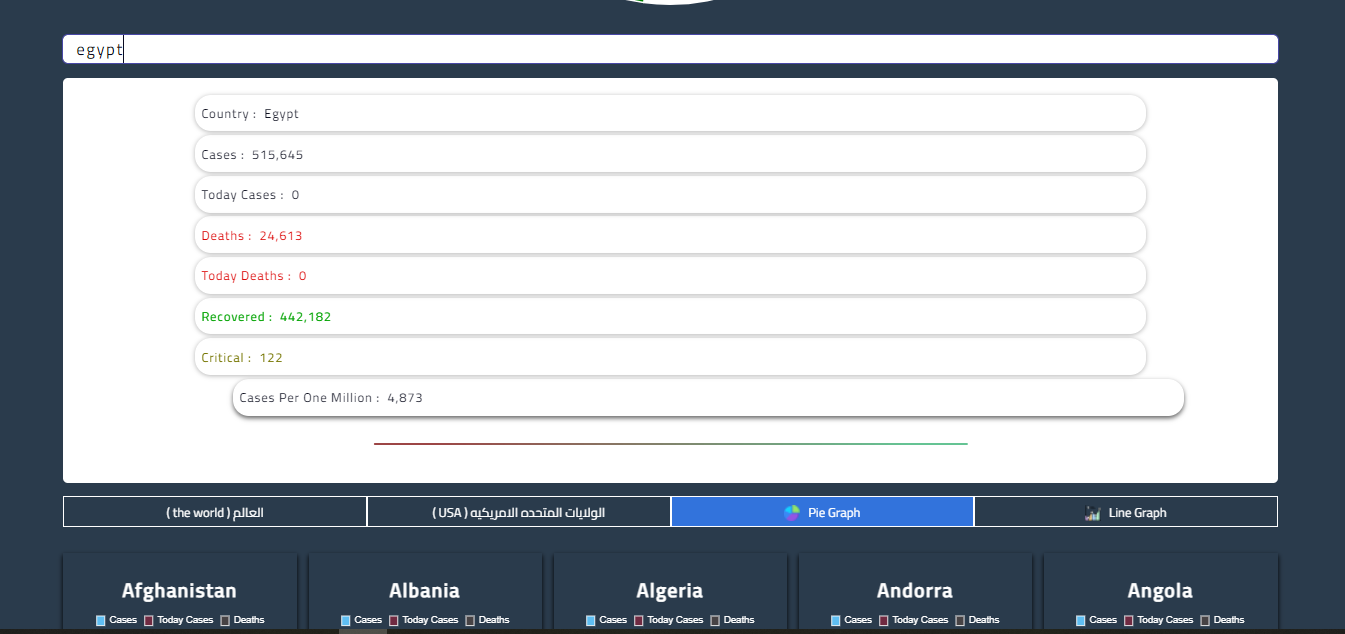 egypt
Country : Egypt
Cases : 515,645
Today Cases : 0
Deaths : 24,613
Today Deaths : 0
Recovered : 442,182
Critical : 122
Cases Per One Million : 4,873
العالم ( the world )
الولايات المتحده الامريكيه ( USA )
Pie Graph
Line Graph
Afghanistan
Cases Today Cases Deaths
Albania
Cases Today Cases Deaths
Algeria
Cases Today Cases Deaths
Andorra
Cases Today Cases Deaths
Angola
Cases Today Cases Deaths